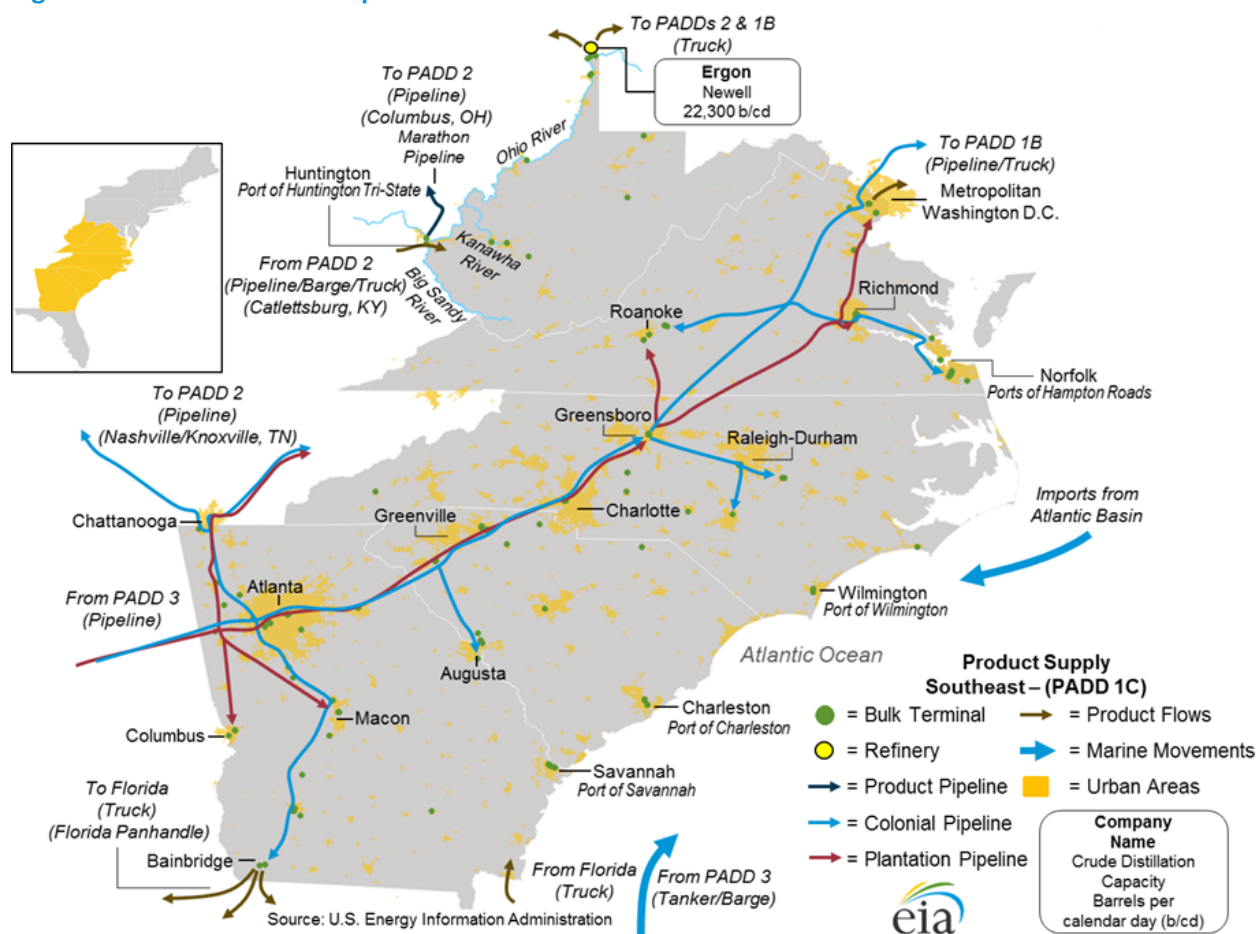 To PADDs 2 & 1B
(Truck)
Ergon
Newell
22,300 b/cd
To PADD 2
(Pipeline)
(Columbus, OH)
Marathon
Pipeline
Ohio River
To PADD 1B
(Pipeline/Truck)
Huntington
Port of Huntington Tri-State
Metropolitan
Washington D.C.
Kanawha
River
From PADD 2
(Pipeline/Barge/Truck)
(Catlettsburg, KY)
Big Sandy
River
Richmond
Roanoke
Norfolk
Ports of Hampton Roads
To PADD 2
(Pipeline)
(Nashville/Knoxville, TN)
Greensboro
Raleigh-Durham
Imports from
Atlantic Basin
Chattanooga
Greenville
Charlotte
Atlanta
From PADD 3
(Pipeline)
Wilmington
Port of Wilmington
Atlantic Ocean
Augusta
Macon
Columbus
Charleston
Port of Charleston
Savannah
Port of Savannah
To Florida
(Truck)
(Florida Panhandle)
Bainbridge
From Florida
(Truck)
From PADD 3
(Tanker/Barge)
Source: U.S. Energy Information Administration
Product Supply
Southeast – (PADD 1C)
= Bulk Terminal
= Product Flows
= Refinery
= Marine Movements
= Product Pipeline
= Urban Areas
= Colonial Pipeline
= Plantation Pipeline
Company
Name
Crude Distillation
Capacity
Barrels per
calendar day (b/cd)
eia